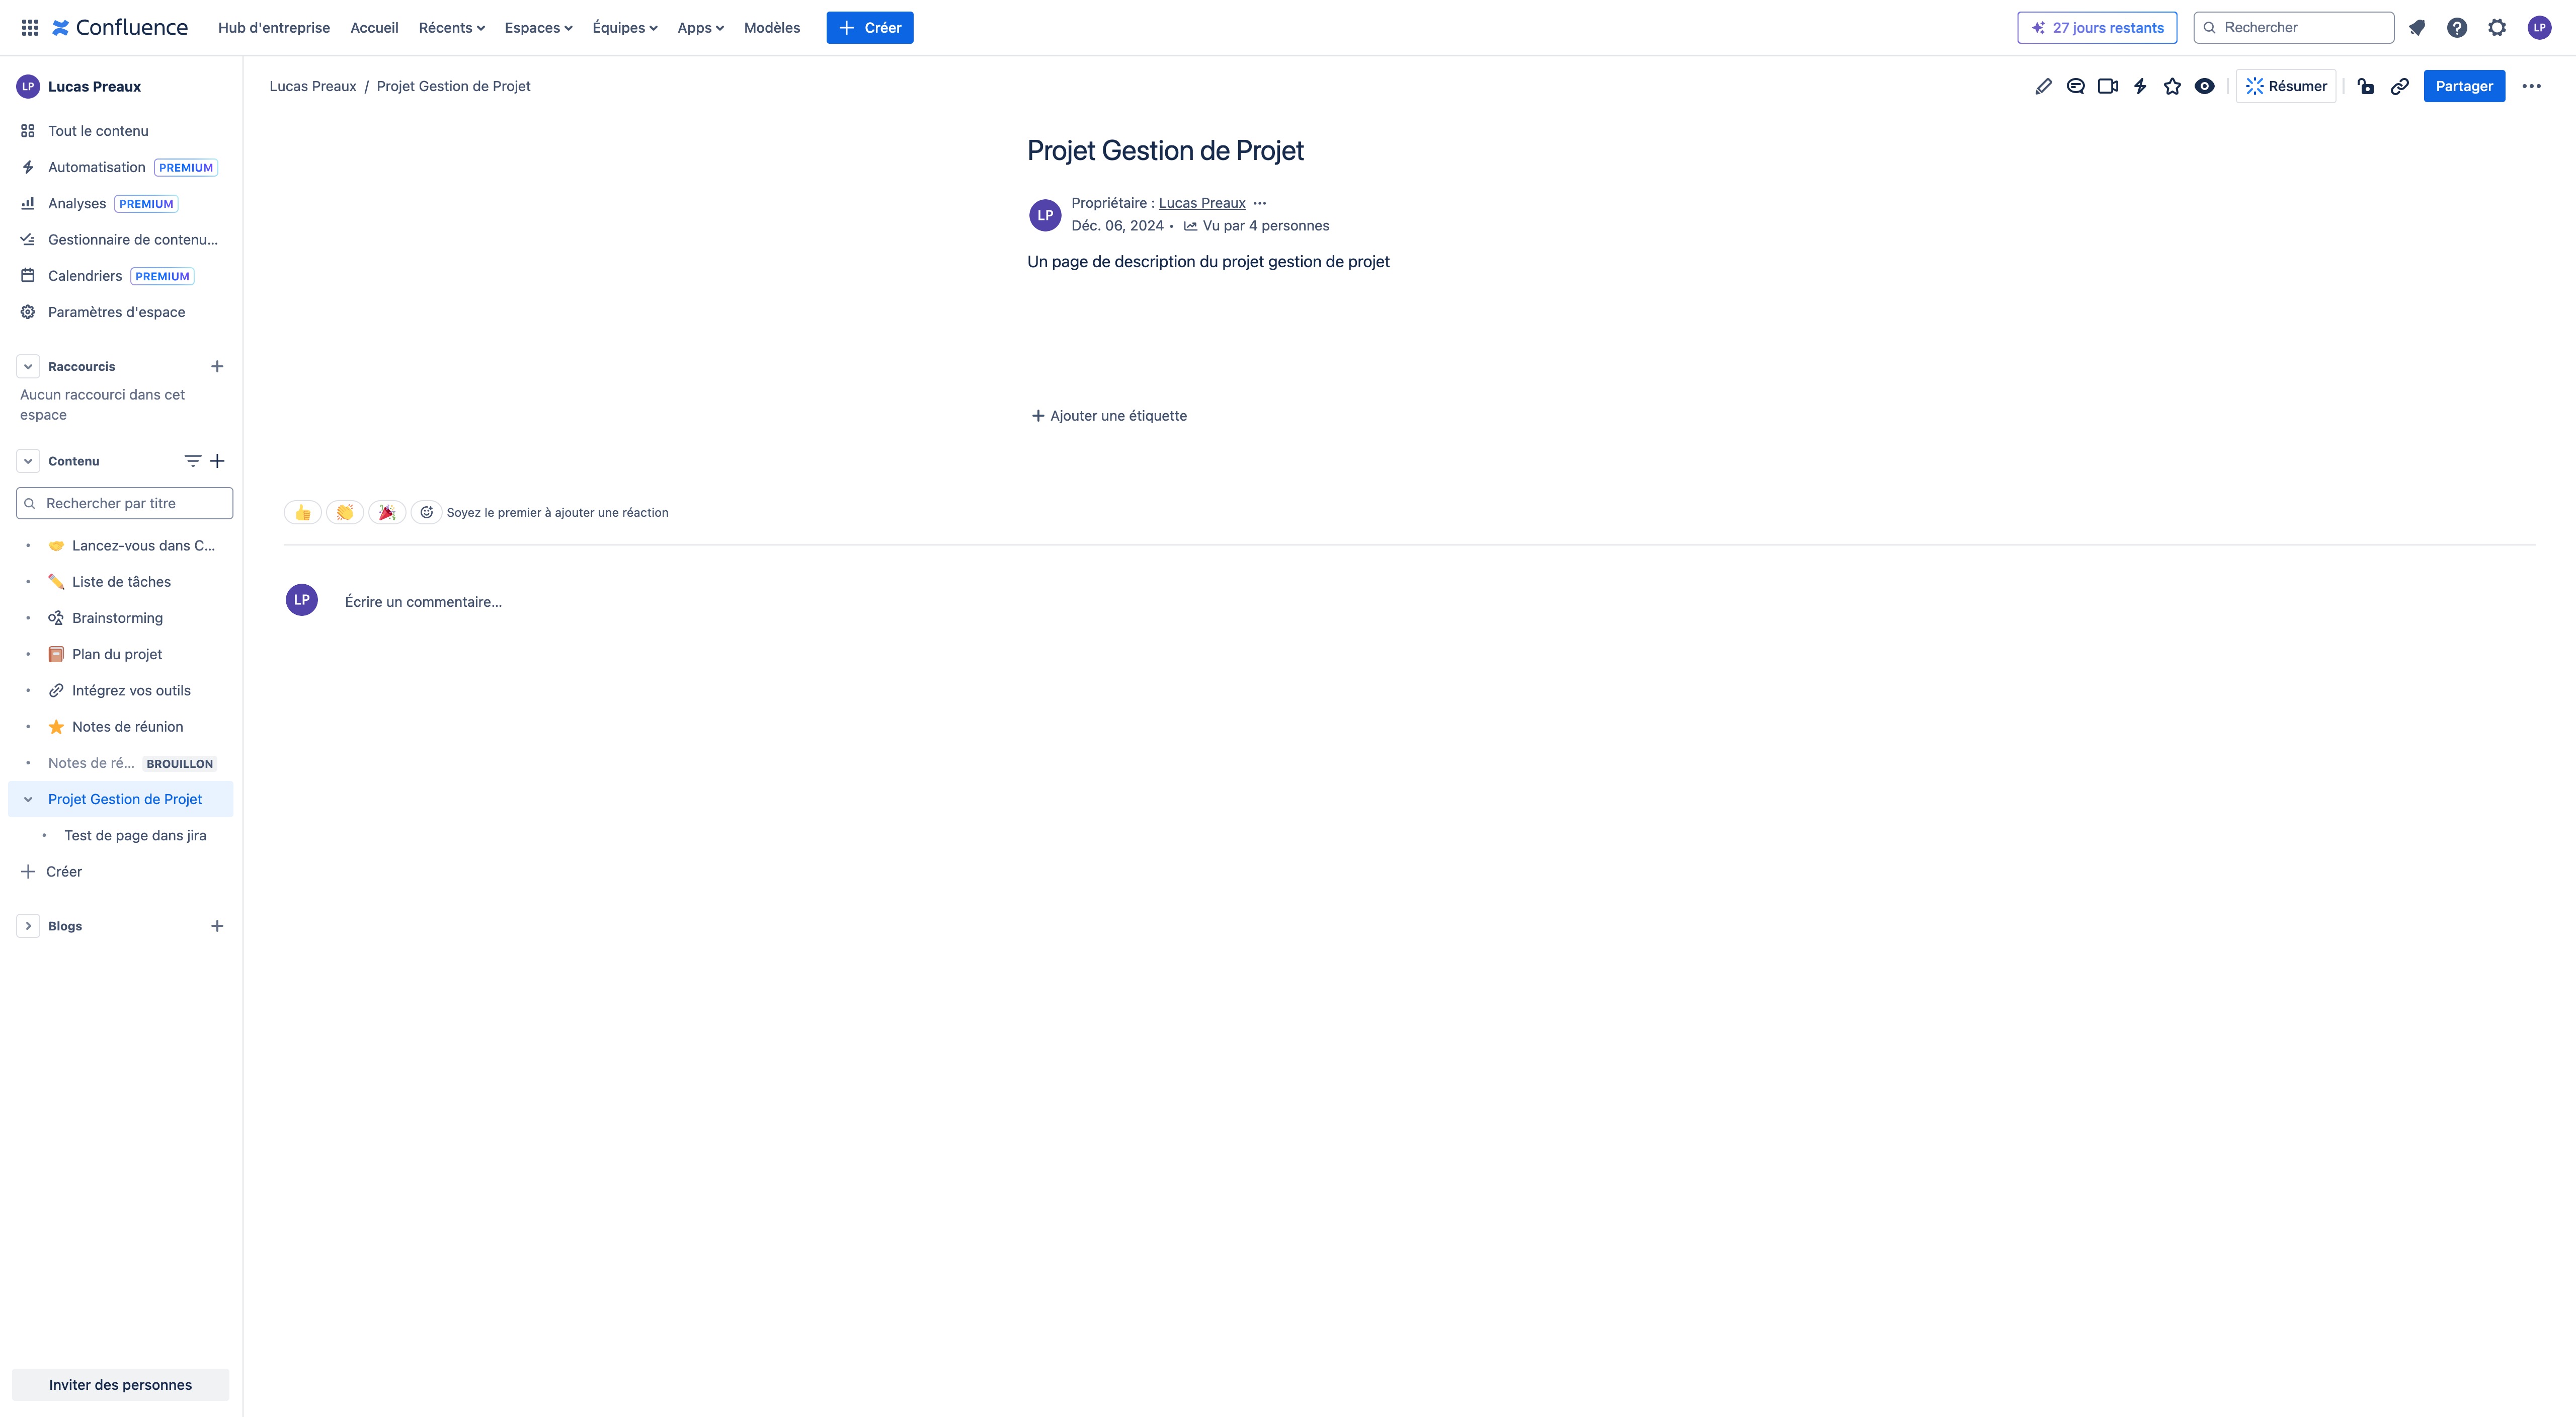 Confluence
Hub d'entreprise
Accueil
Récents
Espaces
Équipes
Apps
Modèles
Créer
27 jours restants
Rechercher
LP
LP
Lucas Preaux
Tout le contenu
Automatisation PREMIUM
Analyses PREMIUM
Gestionnaire de contenu...
Calendriers PREMIUM
Paramètres d'espace
Raccourcis
Aucun raccourci dans cet
espace
Contenu
Rechercher par titre
Lancez-vous dans C...
Liste de tâches
Brainstorming
Plan du projet
Intégrez vos outils
Notes de réunion
Notes de ré... BROUILLON
Projet Gestion de Projet
Test de page dans jira
Créer
Blogs
Inviter des personnes
Lucas Preaux / Projet Gestion de Projet
Résumer
Partager
Projet Gestion de Projet
LP
Propriétaire : Lucas Preaux
Déc. 06, 2024 • Vu par 4 personnes
Un page de description du projet gestion de projet
Ajouter une étiquette
Soyez le premier à ajouter une réaction
LP
Écrire un commentaire...